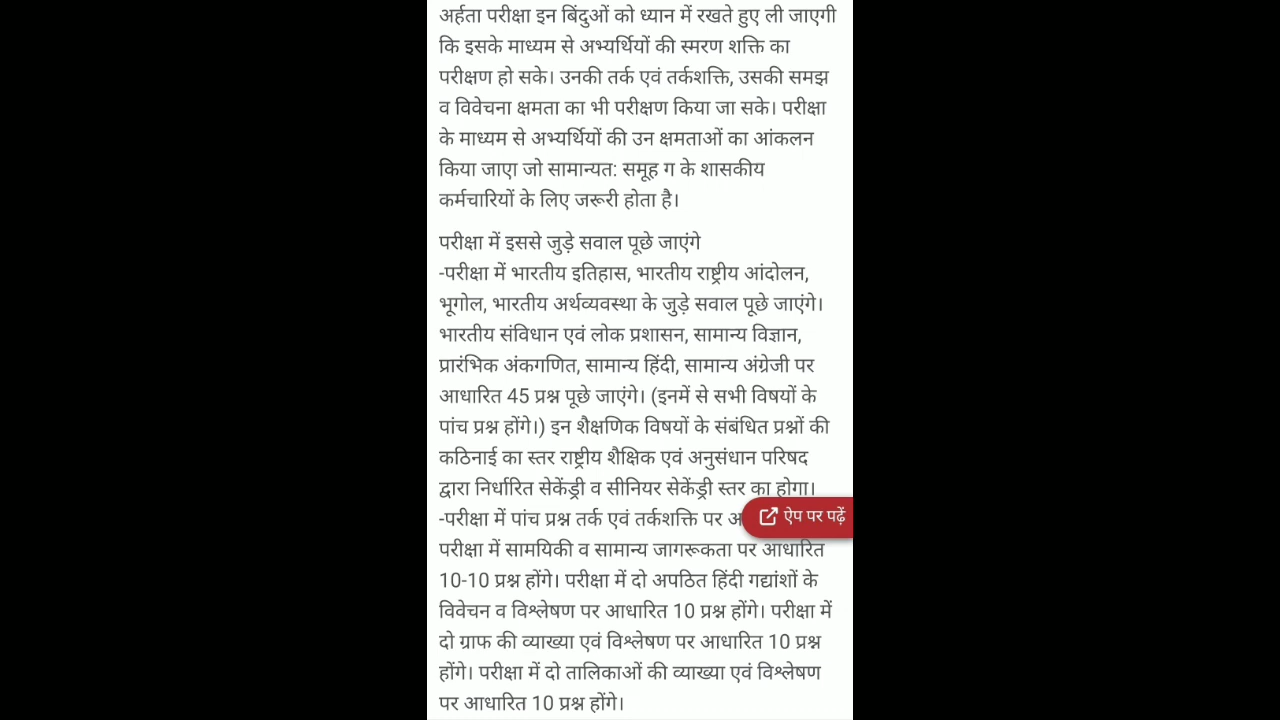 अर्हता परीक्षा इन बिंदुओं को ध्यान में रखते हुए ली जाएगी
कि इसके माध्यम से अभ्यर्थियों की स्मरण शक्ति का
परीक्षण हो सके। उनकी तर्क एवं तर्कशक्ति, उसकी समझ
व विवेचना क्षमता का भी परीक्षण किया जा सके। परीक्षा
के माध्यम से अभ्यर्थियों की उन क्षमताओं का आंकलन
किया जाएा जो सामान्यत: समूह ग के शासकीय
कर्मचारियों के लिए जरूरी होता है।
परीक्षा में इससे जुड़े सवाल पूछे जाएंगे
-परीक्षा में भारतीय इतिहास, भारतीय राष्ट्रीय आंदोलन,
भूगोल, भारतीय अर्थव्यवस्था के जुड़े सवाल पूछे जाएंगे।
भारतीय संविधान एवं लोक प्रशासन, सामान्य विज्ञान,
प्रारंभिक अंकगणित, सामान्य हिंदी, सामान्य अंग्रेजी पर
आधारित 45 प्रश्न पूछे जाएंगे। (इनमें से सभी विषयों के
पांच प्रश्न होंगे।) इन शैक्षणिक विषयों के संबंधित प्रश्नों की
कठिनाई का स्तर राष्ट्रीय शैक्षिक एवं अनुसंधान परिषद
द्वारा निर्धारित सेकेंड्री व सीनियर सेकेंड्री स्तर का होगा।
-परीक्षा में पांच प्रश्न तर्क एवं तर्कशक्ति पर
ऐप पर पढ़ें
परीक्षा में सामयिकी व सामान्य जागरूकता पर आधारित
10-10 प्रश्न होंगे। परीक्षा में दो अपठित हिंदी गद्यांशों के
विवेचन व विश्लेषण पर आधारित 10 प्रश्न होंगे। परीक्षा में
दो ग्राफ की व्याख्या एवं विश्लेषण पर आधारित 10 प्रश्न
होंगे। परीक्षा में दो तालिकाओं की व्याख्या एवं विश्लेषण
पर आधारित 10 प्रश्न होंगे।